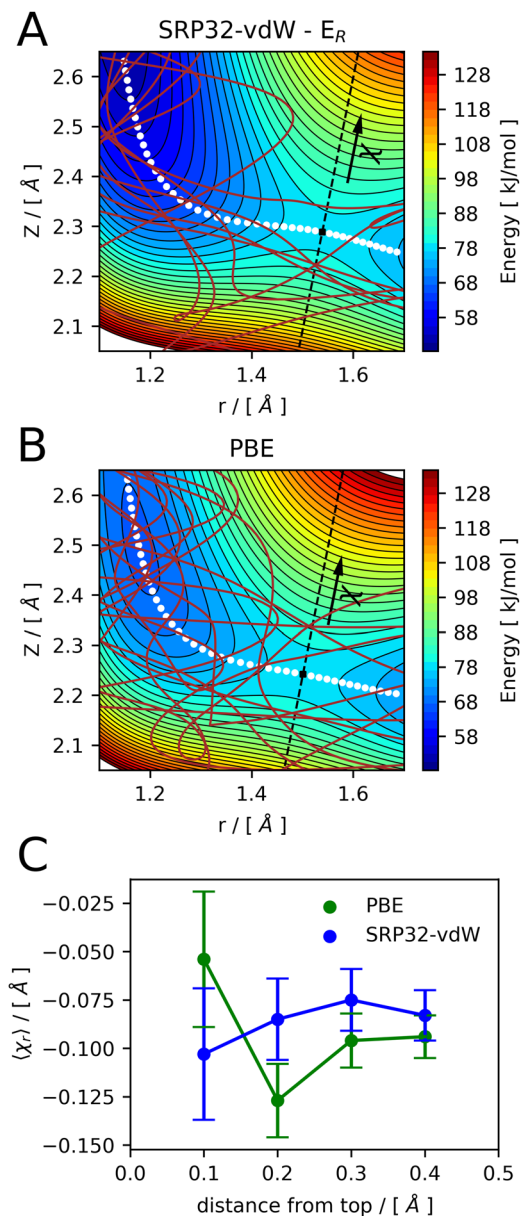 A
SRP32-vdW - E_R
2.6
2.5
2.4
2.3
2.2
2.1
Z / [ Å ]
χ
1.2
1.4
1.6
r / [ Å ]
128
118
108
98
88
78
68
58
Energy [ kJ/mol ]
B
PBE
2.6
2.5
2.4
2.3
2.2
2.1
Z / [ Å ]
χ
1.2
1.4
1.6
r / [ Å ]
128
118
108
98
88
78
68
58
Energy [ kJ/mol ]
C
PBE
SRP32-vdW
−0.025
−0.050
−0.075
−0.100
−0.125
−0.150
⟨χ_r⟩ / [ Å ]
0.0
0.1
0.2
0.3
0.4
0.5
distance from top / [ Å ]